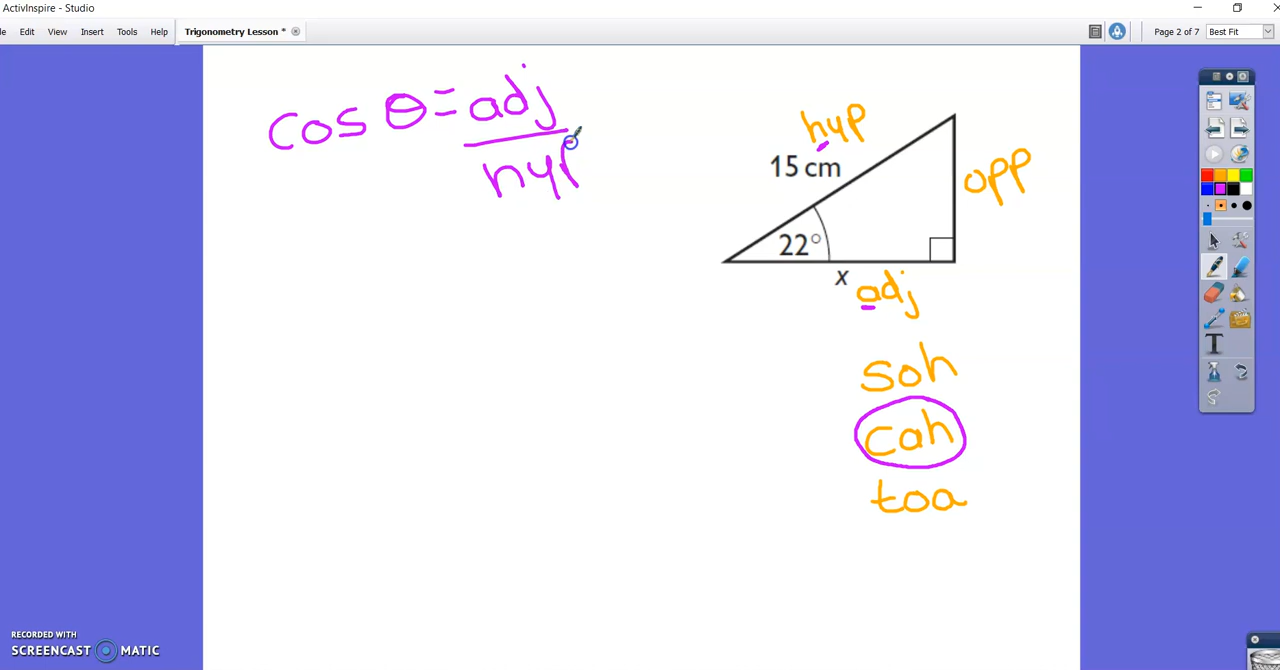 ActivInspire - Studio
Edit View Insert Tools Help Trigonometry Lesson * Page 2 of 7 Best Fit
cos θ = adj
hyp
hyp
15 cm
opp
22°
x
adj
soh
cah
toa
T
RECORDED WITH
SCREENCAST MATIC